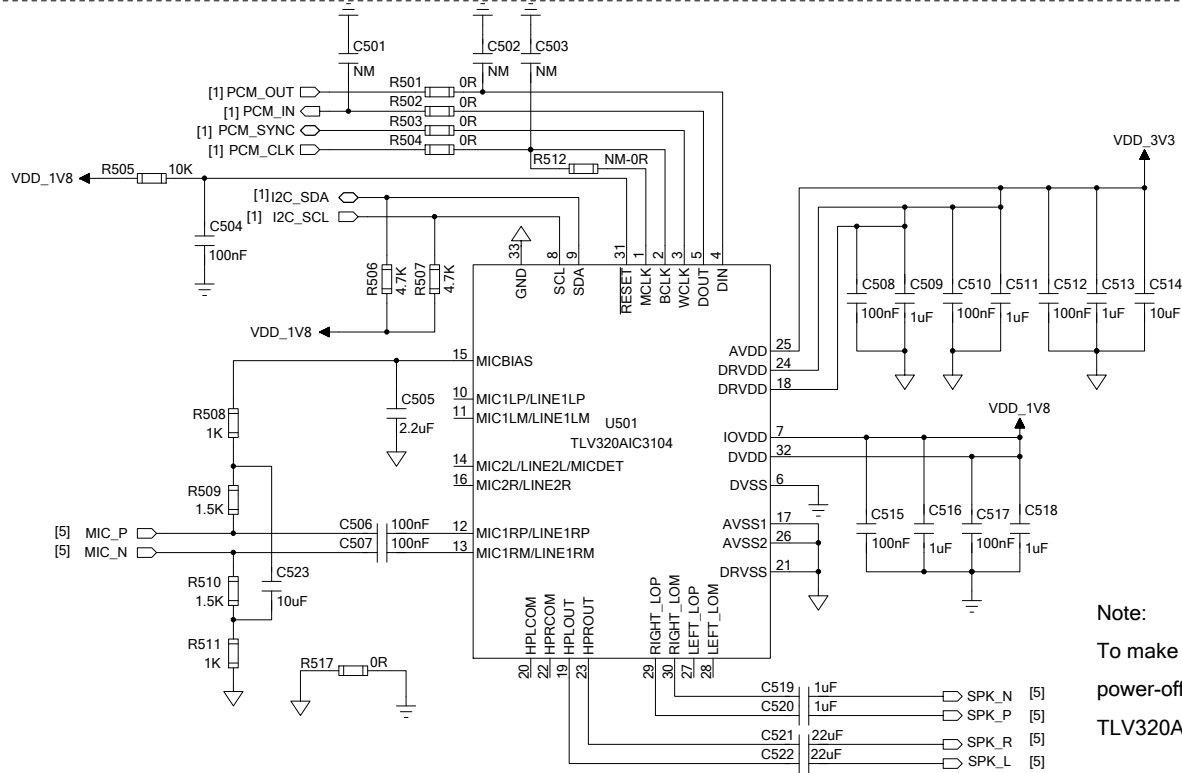 C501
NM
C502
NM
C503
NM
[1] PCM_OUT
R501
0R
[1] PCM_IN
R502
0R
[1] PCM_SYNC
R503
0R
[1] PCM_CLK
R504
0R
R512
NM-0R
VDD_1V8
R505
10K
[1] I2C_SDA
[1] I2C_SCL
C504
100nF
R506
4.7K
R507
4.7K
VDD_1V8
33
GND
8
SCL
9
SDA
31
RESET
1
MCLK
2
BCLK
3
WCLK
5
DOUT
4
DIN
VDD_3V3
C508
100nF
C509
1uF
C510
100nF
C511
1uF
C512
100nF
C513
1uF
C514
10uF
25
AVDD
24
DRVDD
18
DRVDD
VDD_1V8
7
IOVDD
32
DVDD
6
DVSS
17
AVSS1
26
AVSS2
21
DRVSS
C515
100nF
C516
1uF
C517
100nF
C518
1uF
U501
TLV320AIC3104
15
MICBIAS
10
MIC1LP/LINE1LP
11
MIC1LM/LINE1LM
14
MIC2L/LINE2L/MICDET
16
MIC2R/LINE2R
12
MIC1RP/LINE1RP
13
MIC1RM/LINE1RM
C505
2.2uF
R508
1K
R509
1.5K
[5] MIC_P
[5] MIC_N
C506
100nF
C507
100nF
R510
1.5K
C523
10uF
R511
1K
R517
0R
HPLCOM
20
HPRCOM
22
HPLOUT
19
HPROUT
23
RIGHT_LOP
29
RIGHT_LOM
30
LEFT_LOP
27
LEFT_LOM
28
C519
1uF
SPK_N [5]
C520
1uF
SPK_P [5]
C521
22uF
SPK_R [5]
C522
22uF
SPK_L [5]
Note:
To make
power-off
TLV320A